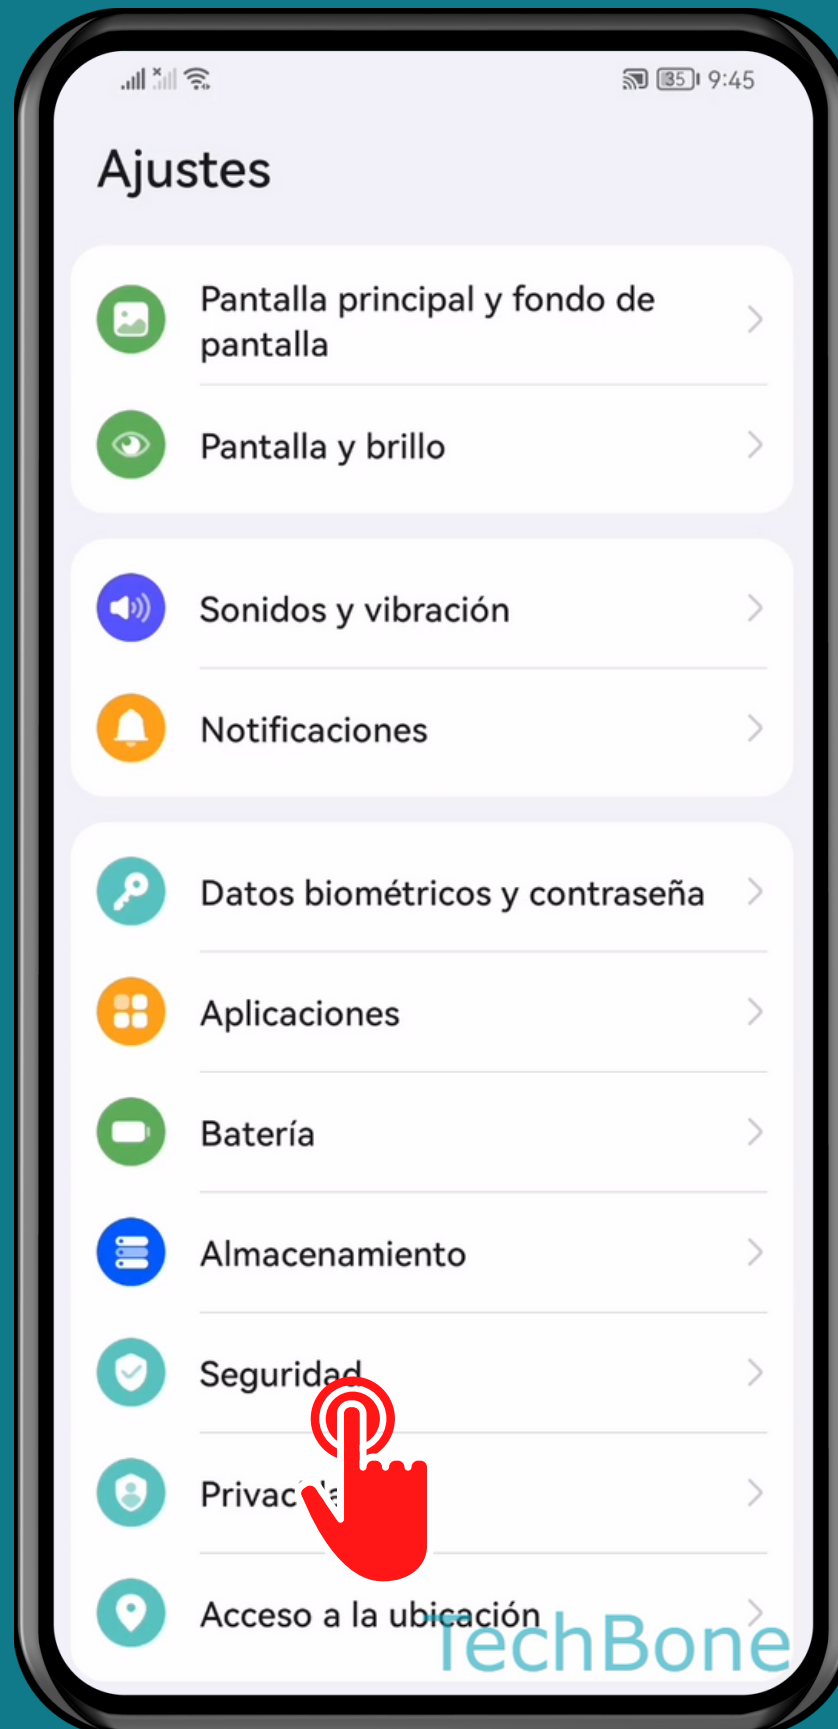 35 9:45
Ajustes
Pantalla principal y fondo de
pantalla
Pantalla y brillo
Sonidos y vibración
Notificaciones
Datos biométricos y contraseña
Aplicaciones
Batería
Almacenamiento
Seguridad
Acceso a la ubicación
TechBone